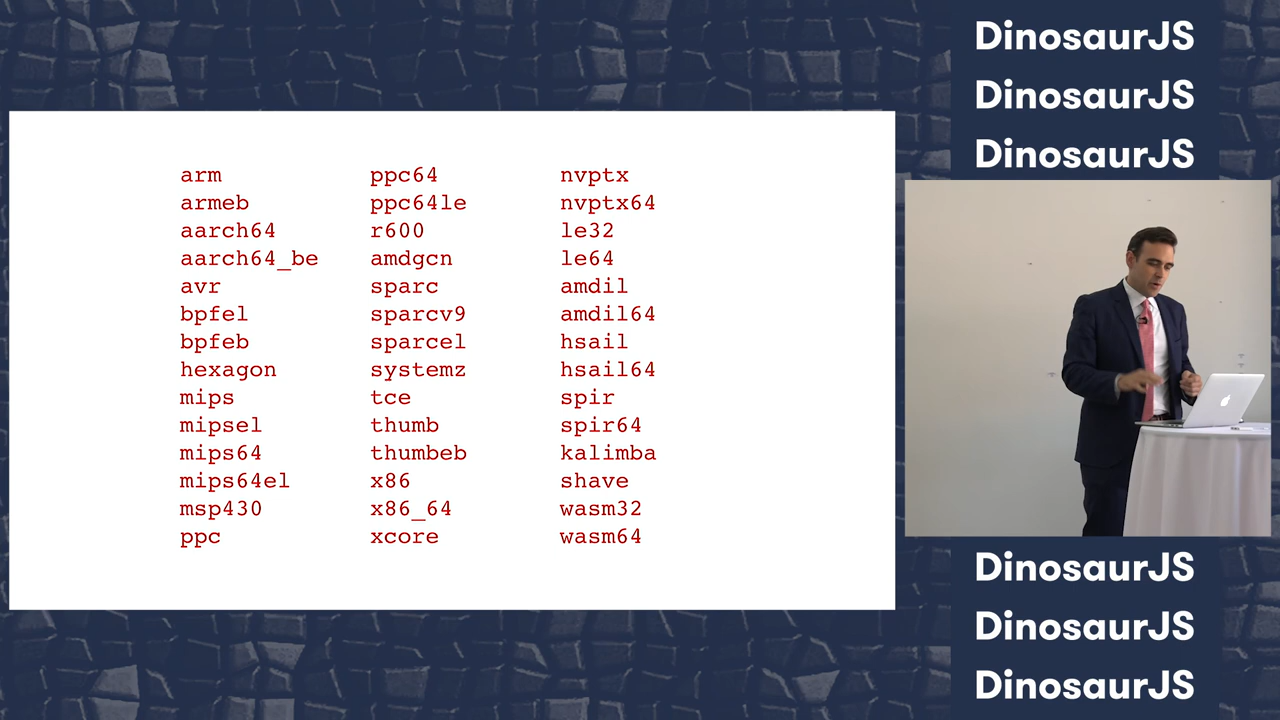 arm
armeb
aarch64
aarch64_be
avr
bpfel
bpfeb
hexagon
mips
mipsel
mips64
mips64el
msp430
ppc
ppc64
ppc64le
r600
amdgcn
sparc
sparcv9
sparcel
systemz
tce
thumb
thumbeb
x86
x86_64
xcore
nvptx
nvptx64
le32
le64
amdil
amdil64
hsail
hsail64
spir
spir64
kalimba
shave
wasm32
wasm64
DinosaurJS
DinosaurJS
DinosaurJS
DinosaurJS
DinosaurJS
DinosaurJS